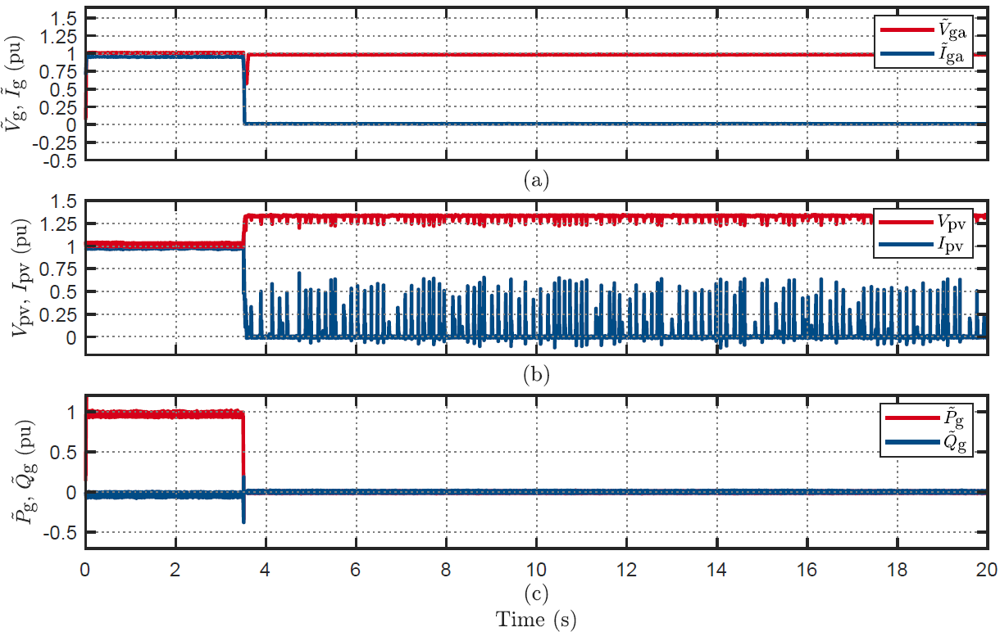 1.5
1.25
1
0.75
0.5
0.25
0
-0.25
-0.5
Ṽg, Ĩg (pu)
Ṽga
Ĩga
(a)
1.5
1.25
1
0.75
0.5
0.25
0
Vpv, Ipv (pu)
Vpv
Ipv
(b)
1
0.5
0
-0.5
P̃g, Q̃g (pu)
P̃g
Q̃g
0 2 4 6 8 10 12 14 16 18 20
(c)
Time (s)